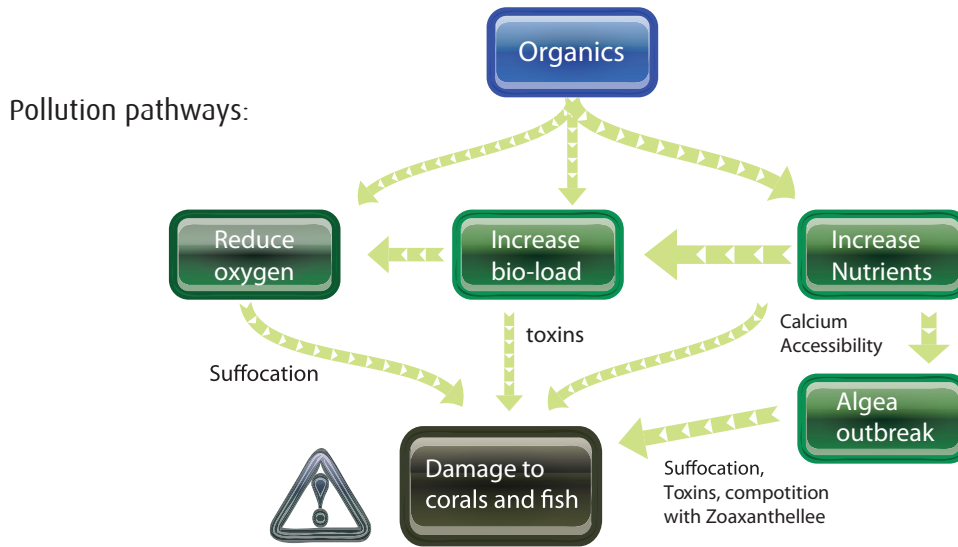 Organics
Pollution pathways:
Reduce
oxygen
Increase
bio-load
Increase
Nutrients
Calcium
Accessibility
toxins
Suffocation
Algea
outbreak
Damage to
corals and fish
Suffocation,
Toxins, compotition
with Zoaxanthellee